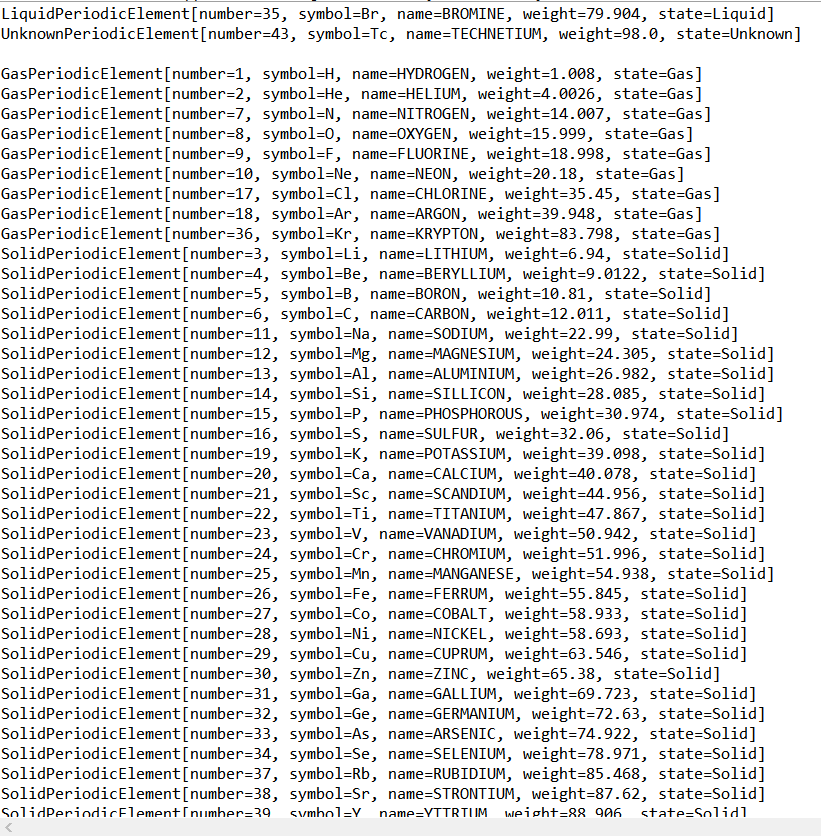 LiquidPeriodicElement[number=35, symbol=Br, name=BROMINE, weight=79.904, state=Liquid]
UnknownPeriodicElement[number=43, symbol=Tc, name=TECHNETIUM, weight=98.0, state=Unknown]
GasPeriodicElement[number=1, symbol=H, name=HYDROGEN, weight=1.008, state=Gas]
GasPeriodicElement[number=2, symbol=He, name=HELIUM, weight=4.0026, state=Gas]
GasPeriodicElement[number=7, symbol=N, name=NITROGEN, weight=14.007, state=Gas]
GasPeriodicElement[number=8, symbol=O, name=OXYGEN, weight=15.999, state=Gas]
GasPeriodicElement[number=9, symbol=F, name=FLUORINE, weight=18.998, state=Gas]
GasPeriodicElement[number=10, symbol=Ne, name=NEON, weight=20.18, state=Gas]
GasPeriodicElement[number=17, symbol=Cl, name=CHLORINE, weight=35.45, state=Gas]
GasPeriodicElement[number=18, symbol=Ar, name=ARGON, weight=39.948, state=Gas]
GasPeriodicElement[number=36, symbol=Kr, name=KRYPTON, weight=83.798, state=Gas]
SolidPeriodicElement[number=3, symbol=Li, name=LITHIUM, weight=6.94, state=Solid]
SolidPeriodicElement[number=4, symbol=Be, name=BERYLLIUM, weight=9.0122, state=Solid]
SolidPeriodicElement[number=5, symbol=B, name=BORON, weight=10.81, state=Solid]
SolidPeriodicElement[number=6, symbol=C, name=CARBON, weight=12.011, state=Solid]
SolidPeriodicElement[number=11, symbol=Na, name=SODIUM, weight=22.99, state=Solid]
SolidPeriodicElement[number=12, symbol=Mg, name=MAGNESIUM, weight=24.305, state=Solid]
SolidPeriodicElement[number=13, symbol=Al, name=ALUMINIUM, weight=26.982, state=Solid]
SolidPeriodicElement[number=14, symbol=Si, name=SILLICON, weight=28.085, state=Solid]
SolidPeriodicElement[number=15, symbol=P, name=PHOSPHOROUS, weight=30.974, state=Solid]
SolidPeriodicElement[number=16, symbol=S, name=SULFUR, weight=32.06, state=Solid]
SolidPeriodicElement[number=19, symbol=K, name=POTASSIUM, weight=39.098, state=Solid]
SolidPeriodicElement[number=20, symbol=Ca, name=CALCIUM, weight=40.078, state=Solid]
SolidPeriodicElement[number=21, symbol=Sc, name=SCANDIUM, weight=44.956, state=Solid]
SolidPeriodicElement[number=22, symbol=Ti, name=TITANIUM, weight=47.867, state=Solid]
SolidPeriodicElement[number=23, symbol=V, name=VANADIUM, weight=50.942, state=Solid]
SolidPeriodicElement[number=24, symbol=Cr, name=CHROMIUM, weight=51.996, state=Solid]
SolidPeriodicElement[number=25, symbol=Mn, name=MANGANESE, weight=54.938, state=Solid]
SolidPeriodicElement[number=26, symbol=Fe, name=FERRUM, weight=55.845, state=Solid]
SolidPeriodicElement[number=27, symbol=Co, name=COBALT, weight=58.933, state=Solid]
SolidPeriodicElement[number=28, symbol=Ni, name=NICKEL, weight=58.693, state=Solid]
SolidPeriodicElement[number=29, symbol=Cu, name=CUPRUM, weight=63.546, state=Solid]
SolidPeriodicElement[number=30, symbol=Zn, name=ZINC, weight=65.38, state=Solid]
SolidPeriodicElement[number=31, symbol=Ga, name=GALLIUM, weight=69.723, state=Solid]
SolidPeriodicElement[number=32, symbol=Ge, name=GERMANIUM, weight=72.63, state=Solid]
SolidPeriodicElement[number=33, symbol=As, name=ARSENIC, weight=74.922, state=Solid]
SolidPeriodicElement[number=34, symbol=Se, name=SELENIUM, weight=78.971, state=Solid]
SolidPeriodicElement[number=37, symbol=Rb, name=RUBIDIUM, weight=85.468, state=Solid]
SolidPeriodicElement[number=38, symbol=Sr, name=STRONTIUM, weight=87.62, state=Solid]
SolidPeriodicElement[number=39, symbol=Y, name=YTTRIUM, weight=88.906, state=Solid]